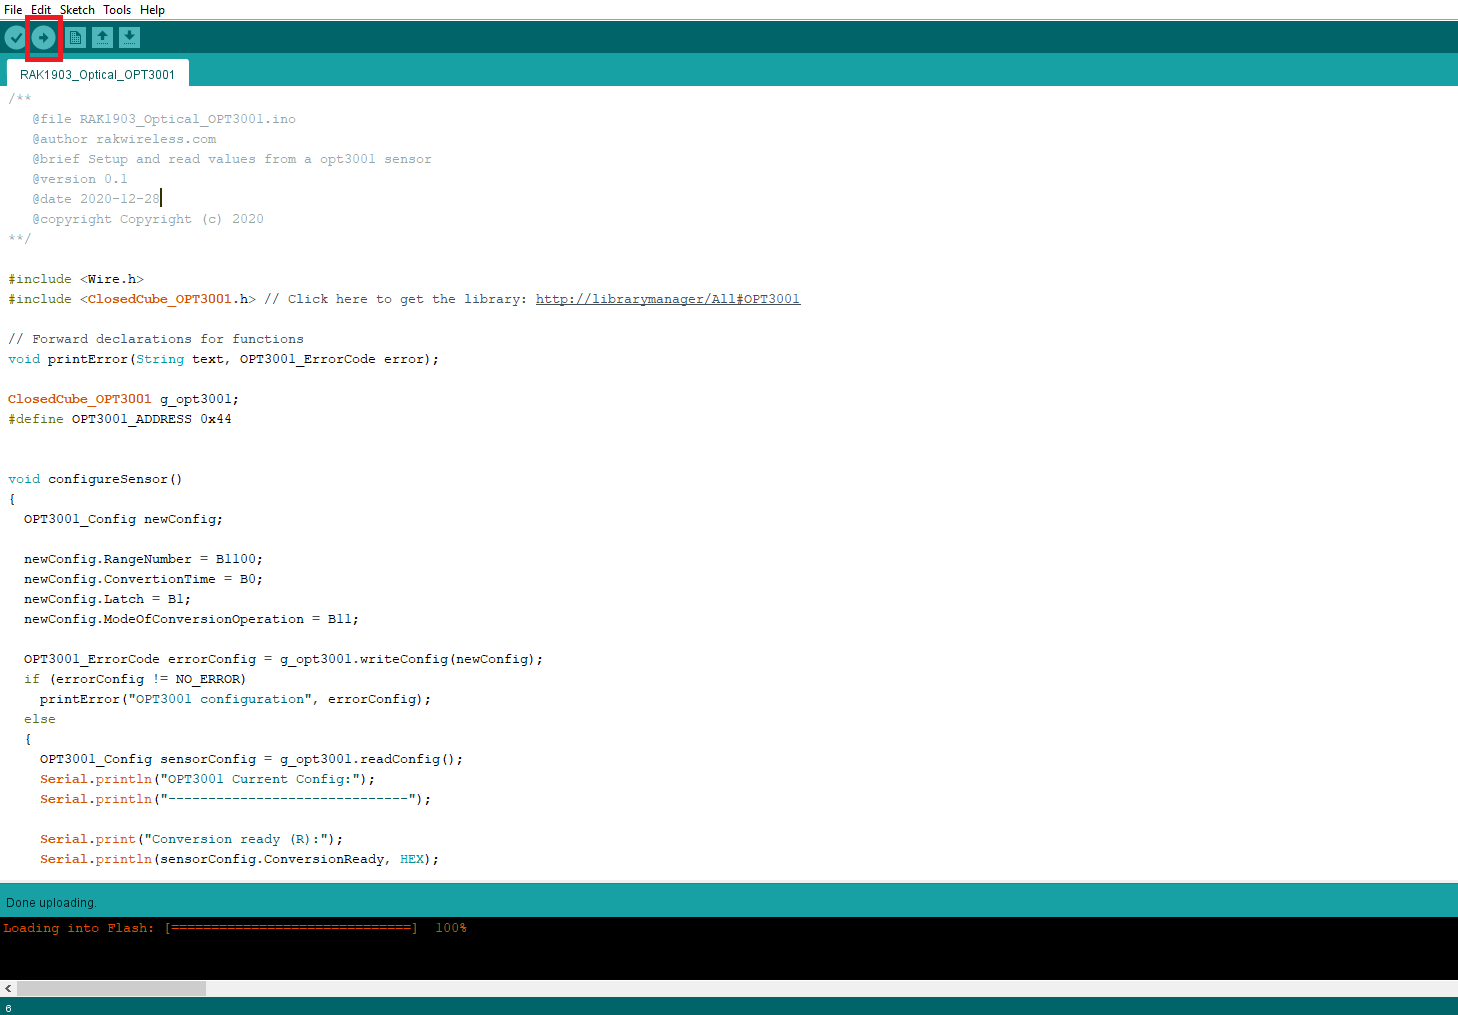 File Edit Sketch Tools Help
RAK1903_Optical_OPT3001
/**
   @file RAK1903_Optical_OPT3001.ino
   @author rakwireless.com
   @brief Setup and read values from a opt3001 sensor
   @version 0.1
   @date 2020-12-28
   @copyright Copyright (c) 2020
**/
#include <Wire.h>
#include <ClosedCube_OPT3001.h> // Click here to get the library: http://librarymanager/All#OPT3001
// Forward declarations for functions
void printError(String text, OPT3001_ErrorCode error);
ClosedCube_OPT3001 g_opt3001;
#define OPT3001_ADDRESS 0x44
void configureSensor()
{
  OPT3001_Config newConfig;
  newConfig.RangeNumber = B1100;
  newConfig.ConvertionTime = B0;
  newConfig.Latch = B1;
  newConfig.ModeOfConversionOperation = B11;
  OPT3001_ErrorCode errorConfig = g_opt3001.writeConfig(newConfig);
  if (errorConfig != NO_ERROR)
    printError("OPT3001 configuration", errorConfig);
  else
  {
    OPT3001_Config sensorConfig = g_opt3001.readConfig();
    Serial.println("OPT3001 Current Config:");
    Serial.println("------------------------------");
    Serial.print("Conversion ready (R):");
    Serial.println(sensorConfig.ConversionReady, HEX);
Done uploading.
Loading into Flash: [==============================]  100%
6